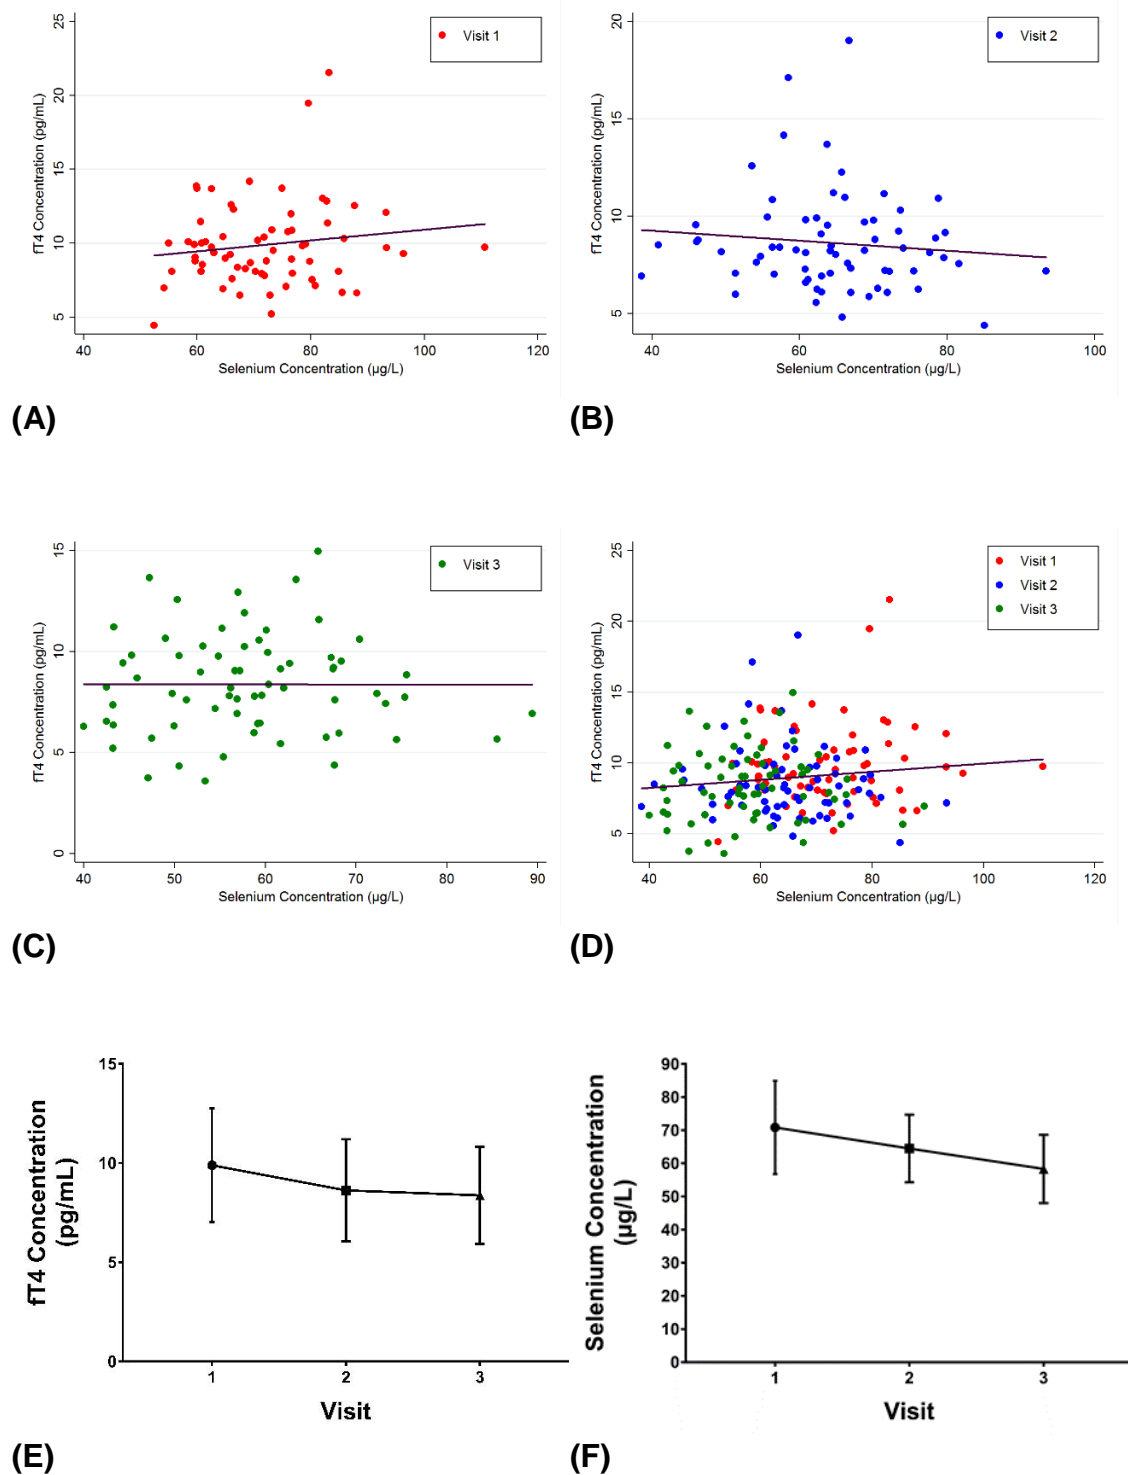 25
20
15
10
5
fT4 Concentration (pg/mL)
Visit 1
40 60 80 100 120
Selenium Concentration (µg/L)
(A)
20
15
10
5
fT4 Concentration (pg/mL)
Visit 2
40 60 80 100
Selenium Concentration (µg/L)
(B)
15
10
5
0
fT4 Concentration (pg/mL)
Visit 3
40 50 60 70 80 90
Selenium Concentration (µg/L)
(C)
25
20
15
10
5
fT4 Concentration (pg/mL)
Visit 1
Visit 2
Visit 3
40 60 80 100 120
Selenium Concentration (µg/L)
(D)
15
10
5
0
fT4 Concentration
(pg/mL)
1 2 3
Visit
(E)
90
80
70
60
50
40
30
20
10
0
Selenium Concentration
(µg/L)
1 2 3
Visit
(F)